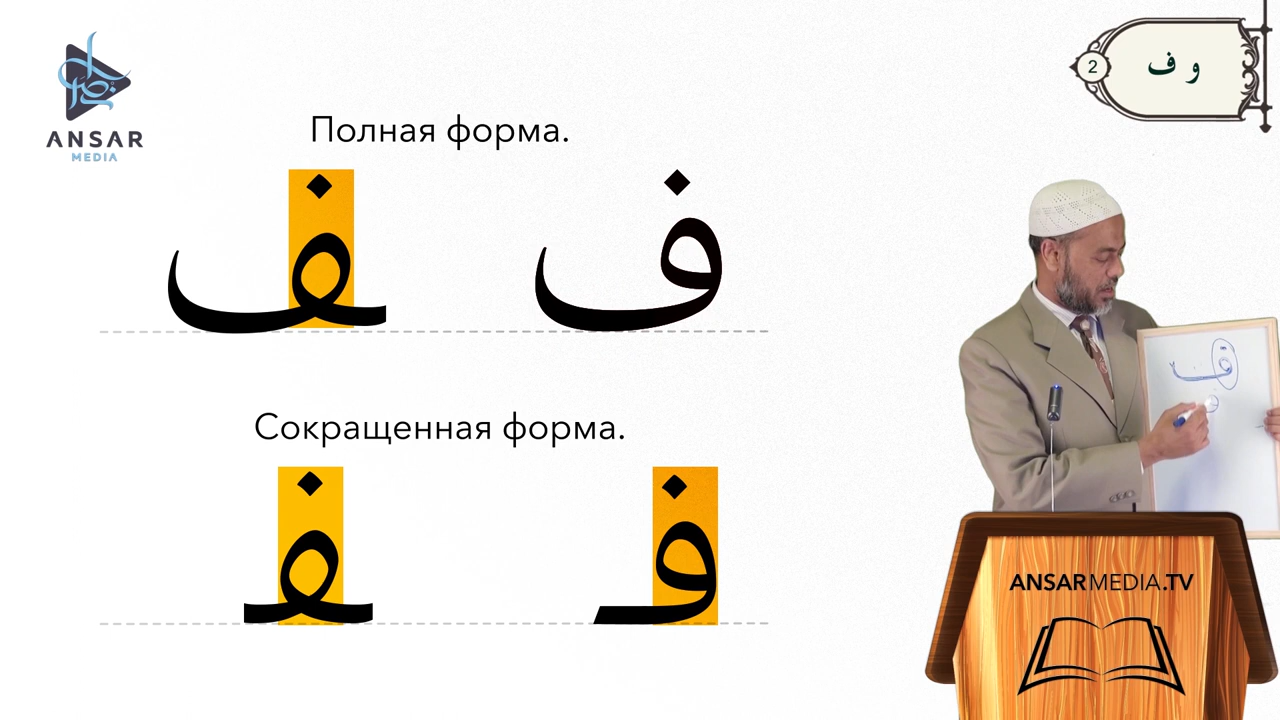 ANSAR
MEDIA
2
و ف
Полная форма.
ـف ف
Сокращенная форма.
ـفـ فـ
ف
ANSARMEDIA.TV